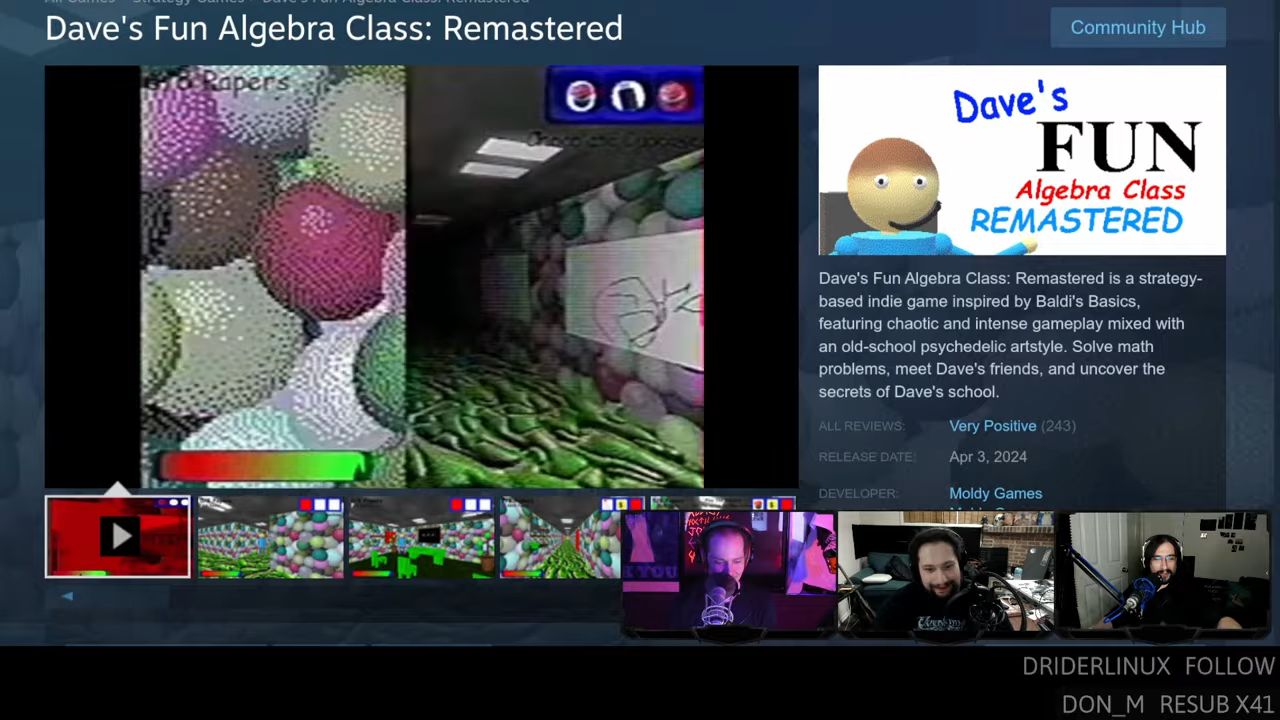 Dave's Fun Algebra Class: Remastered
Community Hub
Dave's
FUN
Algebra Class
REMASTERED
Dave's Fun Algebra Class: Remastered is a strategy-
based indie game inspired by Baldi's Basics,
featuring chaotic and intense gameplay mixed with
an old-school psychedelic artstyle. Solve math
problems, meet Dave's friends, and uncover the
secrets of Dave's school.
ALL REVIEWS: Very Positive (243)
RELEASE DATE: Apr 3, 2024
DEVELOPER: Moldy Games
DRIDERLINUX FOLLOW
DON_M RESUB X41